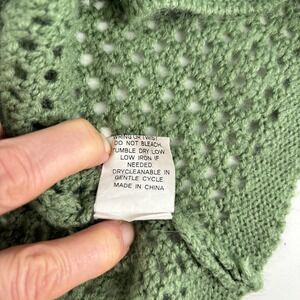 WRING OR TWIST
DO NOT BLEACH.
TUMBLE DRY LOW.
LOW IRON IF
NEEDED.
DRYCLEANABLE IN
GENTLE CYCLE.
MADE IN CHINA